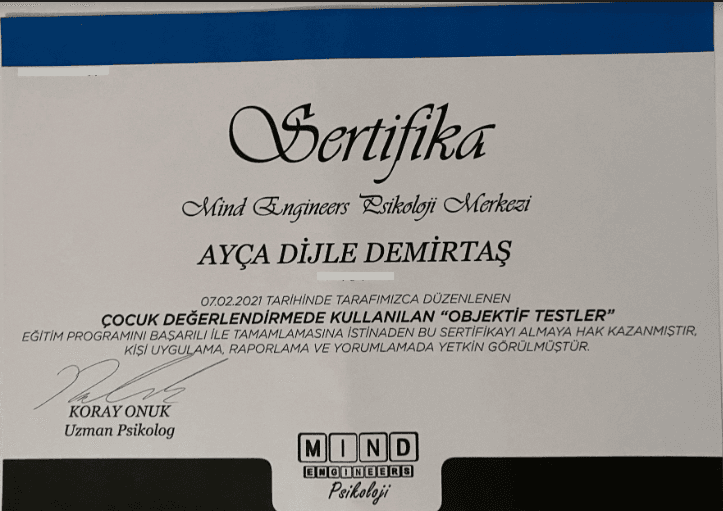 Sertifika
Mind Engineers Psikoloji Merkezi
AYÇA DİJLE DEMİRTAŞ
07.02.2021 TARİHİNDE TARAFIMIZCA DÜZENLENEN
ÇOCUK DEĞERLENDİRMEDE KULLANILAN “OBJEKTİF TESTLER”
EĞİTİM PROGRAMINI BAŞARILI İLE TAMAMLAMASINA İSTİNADEN BU SERTİFİKAYI ALMAYA HAK KAZANMIŞTIR,
KİŞİ UYGULAMA, RAPORLAMA VE YORUMLAMADA YETKİN GÖRÜLMÜŞTÜR.
KORAY ONUK
Uzman Psikolog
MIND
ENGINEERS
Psikoloji